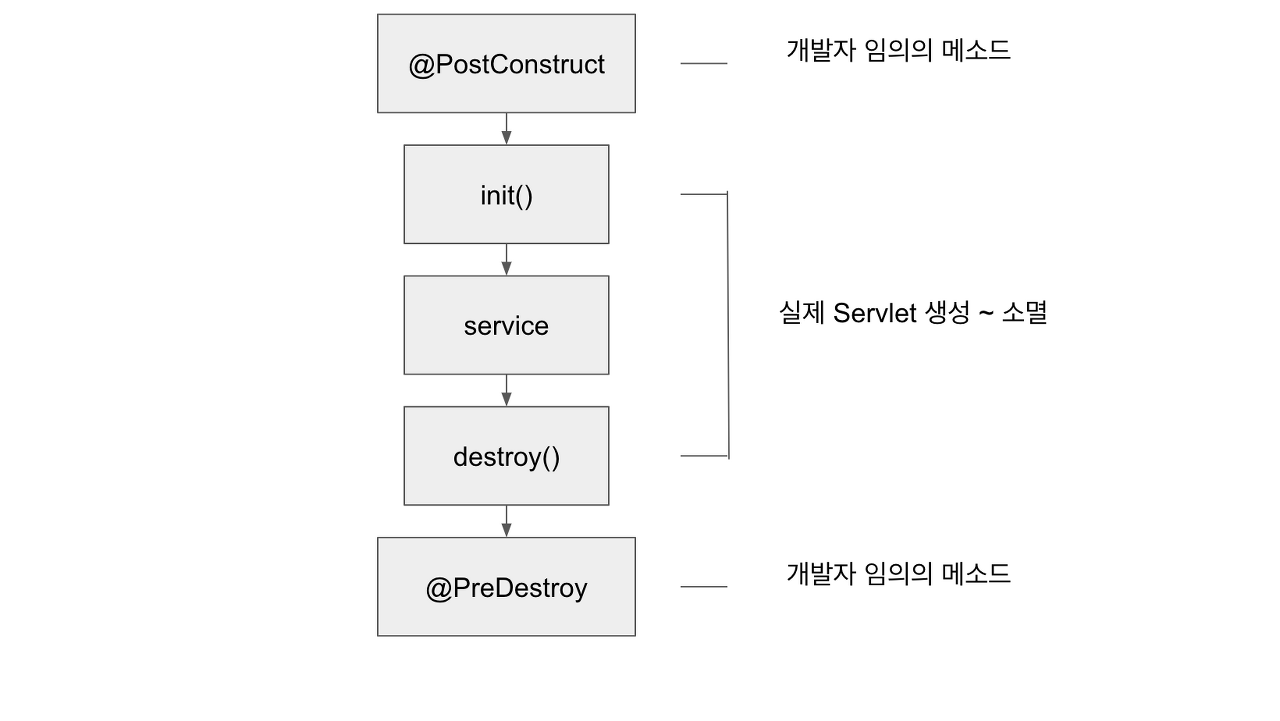 @PostConstruct
개발자 임의의 메소드
init()
service
실제 Servlet 생성 ~ 소멸
destroy()
@PreDestroy
개발자 임의의 메소드